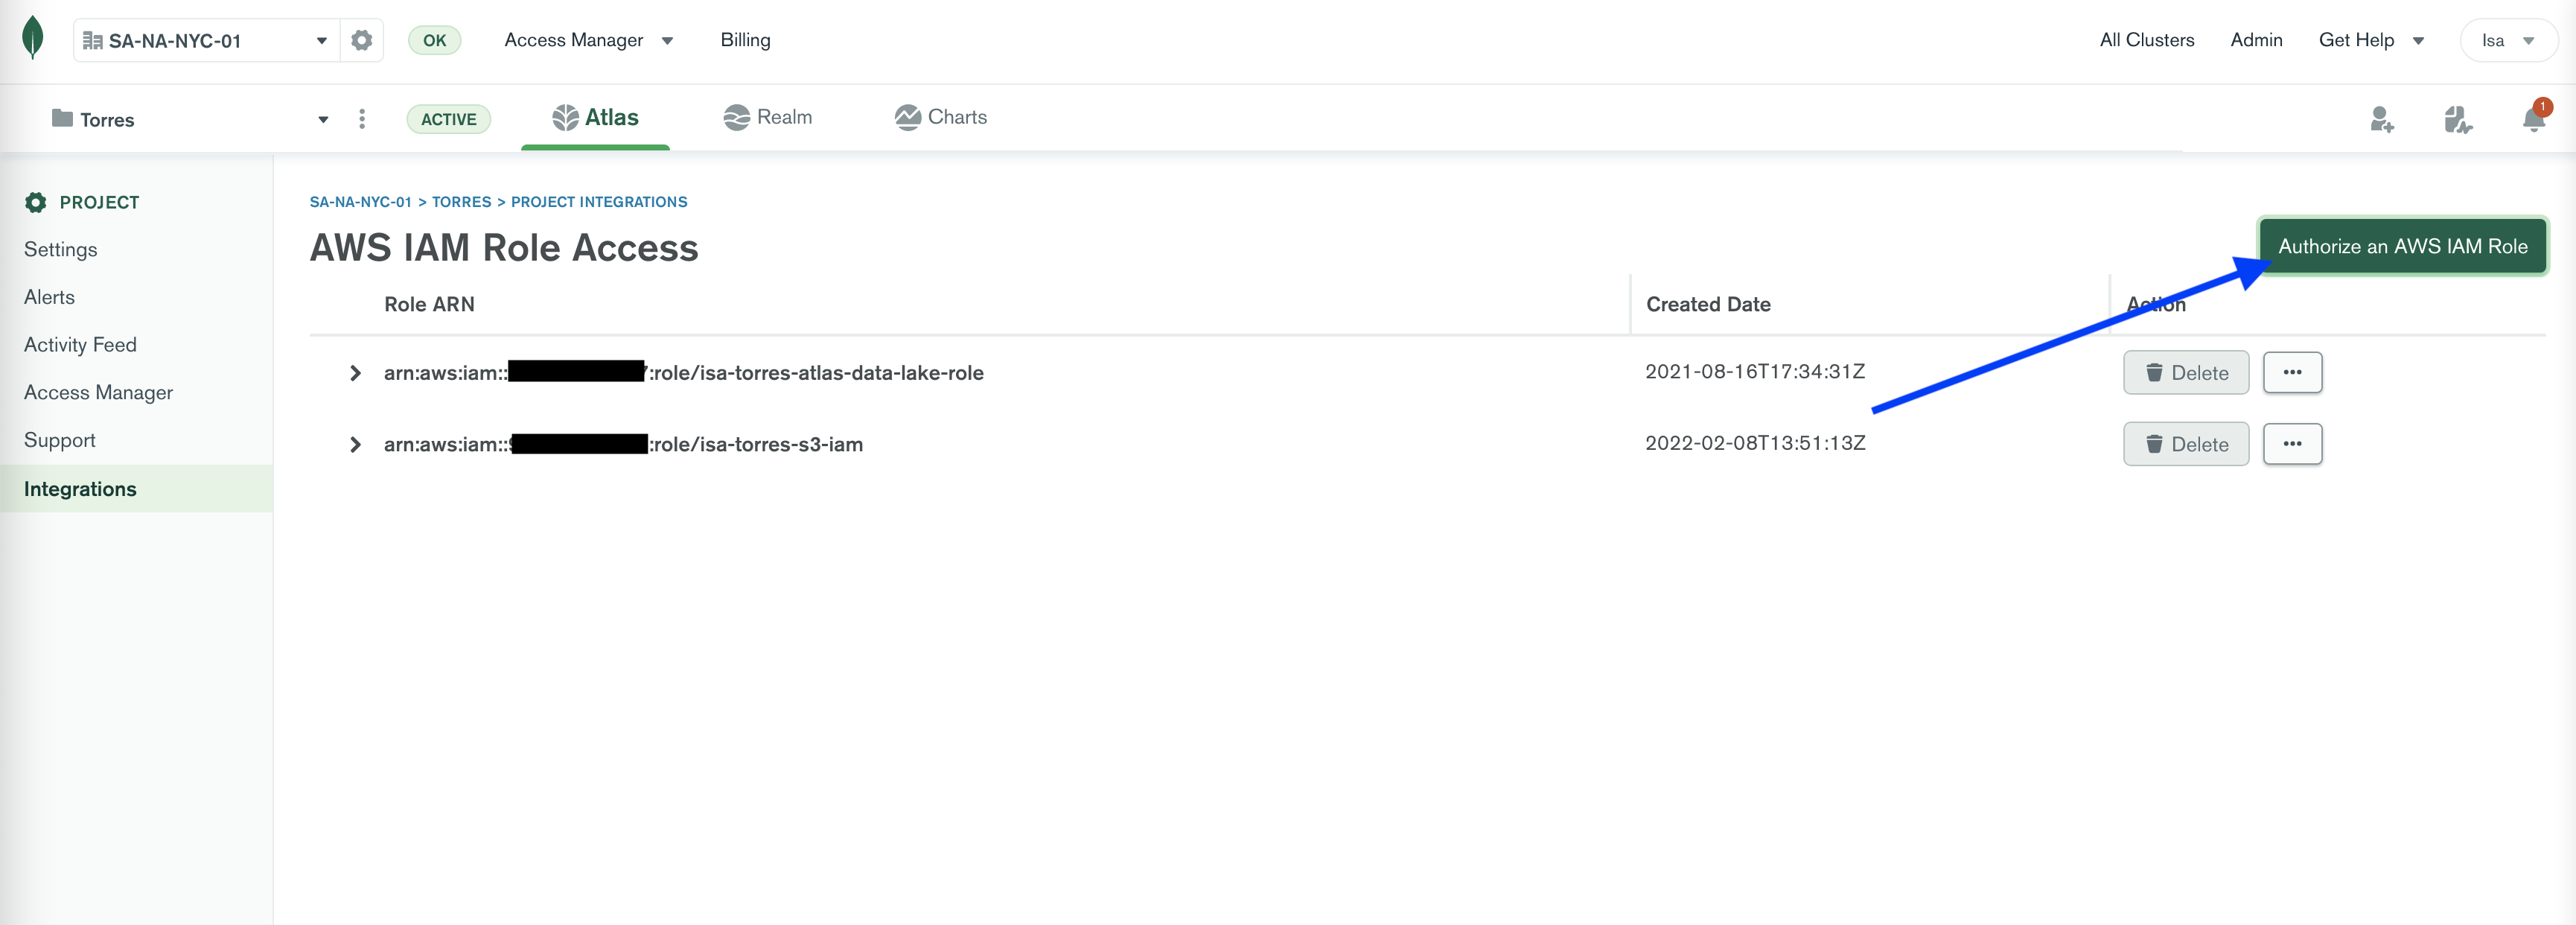 SA-NA-NYC-01 OK Access Manager Billing All Clusters Admin Get Help Isa
Torres ACTIVE Atlas Realm Charts 1
PROJECT
Settings
Alerts
Activity Feed
Access Manager
Support
Integrations
SA-NA-NYC-01 > TORRES > PROJECT INTEGRATIONS
AWS IAM Role Access
Authorize an AWS IAM Role
Role ARN Created Date Action
arn:aws:iam:: :role/isa-torres-atlas-data-lake-role 2021-08-16T17:34:31Z Delete
arn:aws:iam:: :role/isa-torres-s3-iam 2022-02-08T13:51:13Z Delete